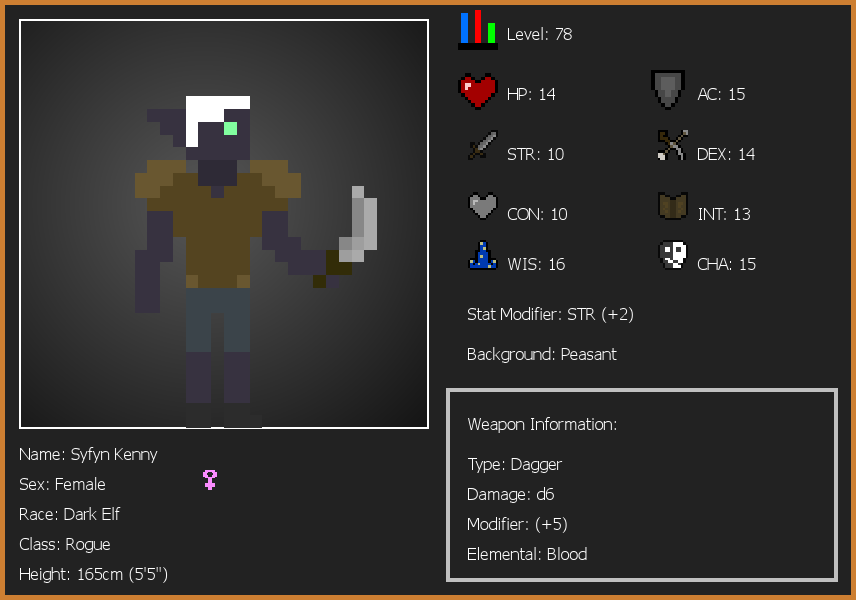 Level: 78
HP: 14
AC: 15
STR: 10
DEX: 14
CON: 10
INT: 13
WIS: 16
CHA: 15
Stat Modifier: STR (+2)
Background: Peasant
Weapon Information:
Type: Dagger
Damage: d6
Modifier: (+5)
Elemental: Blood
Name: Syfyn Kenny
Sex: Female
Race: Dark Elf
Class: Rogue
Height: 165cm (5'5")